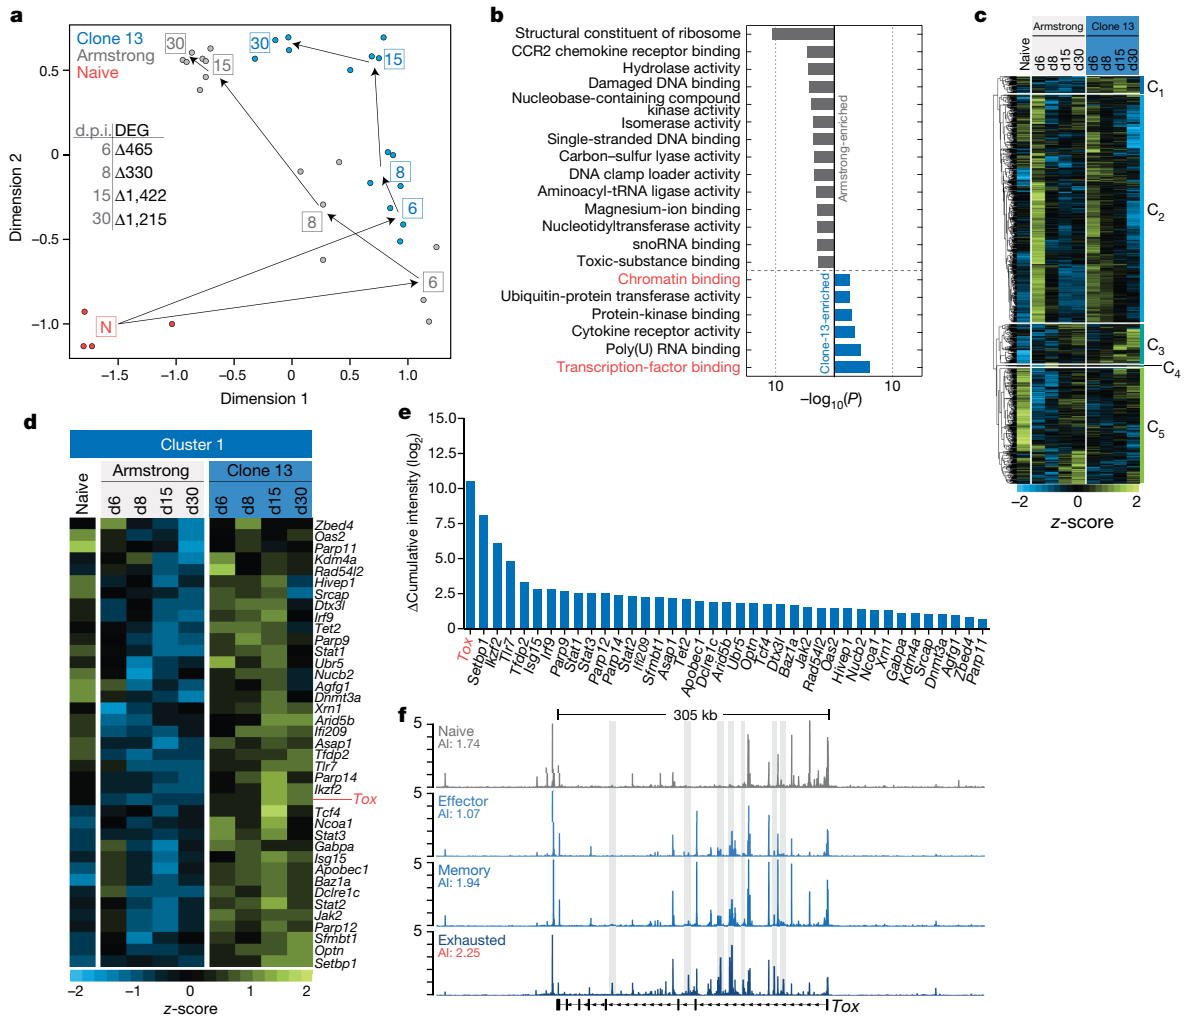 a
Clone 13
Armstrong
Naive
d.p.i. DEG
6 Δ465
8 Δ330
15 Δ1,422
30 Δ1,215
30
15
30
15
8
6
8
6
N
0.5
0
−0.5
−1.0
−1.5
−1.0
−0.5
0
0.5
1.0
Dimension 2
Dimension 1
b
Structural constituent of ribosome
CCR2 chemokine receptor binding
Hydrolase activity
Damaged DNA binding
Nucleobase-containing compound
kinase activity
Isomerase activity
Single-stranded DNA binding
Carbon–sulfur lyase activity
DNA clamp loader activity
Aminoacyl-tRNA ligase activity
Magnesium-ion binding
Nucleotidyltransferase activity
snoRNA binding
Toxic-substance binding
Chromatin binding
Ubiquitin-protein transferase activity
Protein-kinase binding
Cytokine receptor activity
Poly(U) RNA binding
Transcription-factor binding
Armstrong-enriched
Clone-13-enriched
10
10
−log10(P)
c
Armstrong
Clone 13
Naive
d6
d8
d15
d30
d6
d8
d15
d30
C1
C2
C3
C4
C5
−2
0
2
z-score
d
Cluster 1
Armstrong
Clone 13
Naive
d6
d8
d15
d30
d6
d8
d15
d30
Zbed4
Oas2
Parp11
Kdm4a
Rad54l2
Hivep1
Srcap
Dtx3l
Irf9
Tet2
Parp9
Stat1
Ubr5
Nucb2
Agfg1
Dnmt3a
Xrn1
Arid5b
Ifi209
Asap1
Tfdp2
Tlr7
Parp14
Ikzf2
Tox
Tcf4
Ncoa1
Stat3
Gabpa
Isg15
Apobec1
Baz1a
Dclre1c
Stat2
Jak2
Parp12
Sfmbt1
Optn
Setbp1
−2
−1
0
1
2
z-score
e
ΔCumulative intensity (log2)
15.0
12.5
10.0
7.5
5.0
2.5
0
Tox
Setbp1
Ikzf2
Tlr7
Tfdp2
Isg15
Irf9
Parp9
Stat1
Stat3
Parp12
Parp14
Stat2
Ifi209
Sfmbt1
Asap1
Tet2
Apobec1
Dclre1c
Arid5b
Ubr5
Optn
Tcf4
Dtx3l
Baz1a
Jak2
Rad54l2
Oas2
Hivep1
Nucb2
Ncoa1
Xrn1
Gabpa
Kdm4a
Srcap
Dnmt3a
Agfg1
Zbed4
Parp11
f
305 kb
5
Naive
AI: 1.74
5
Effector
AI: 1.07
5
Memory
AI: 1.94
5
Exhausted
AI: 2.25
Tox